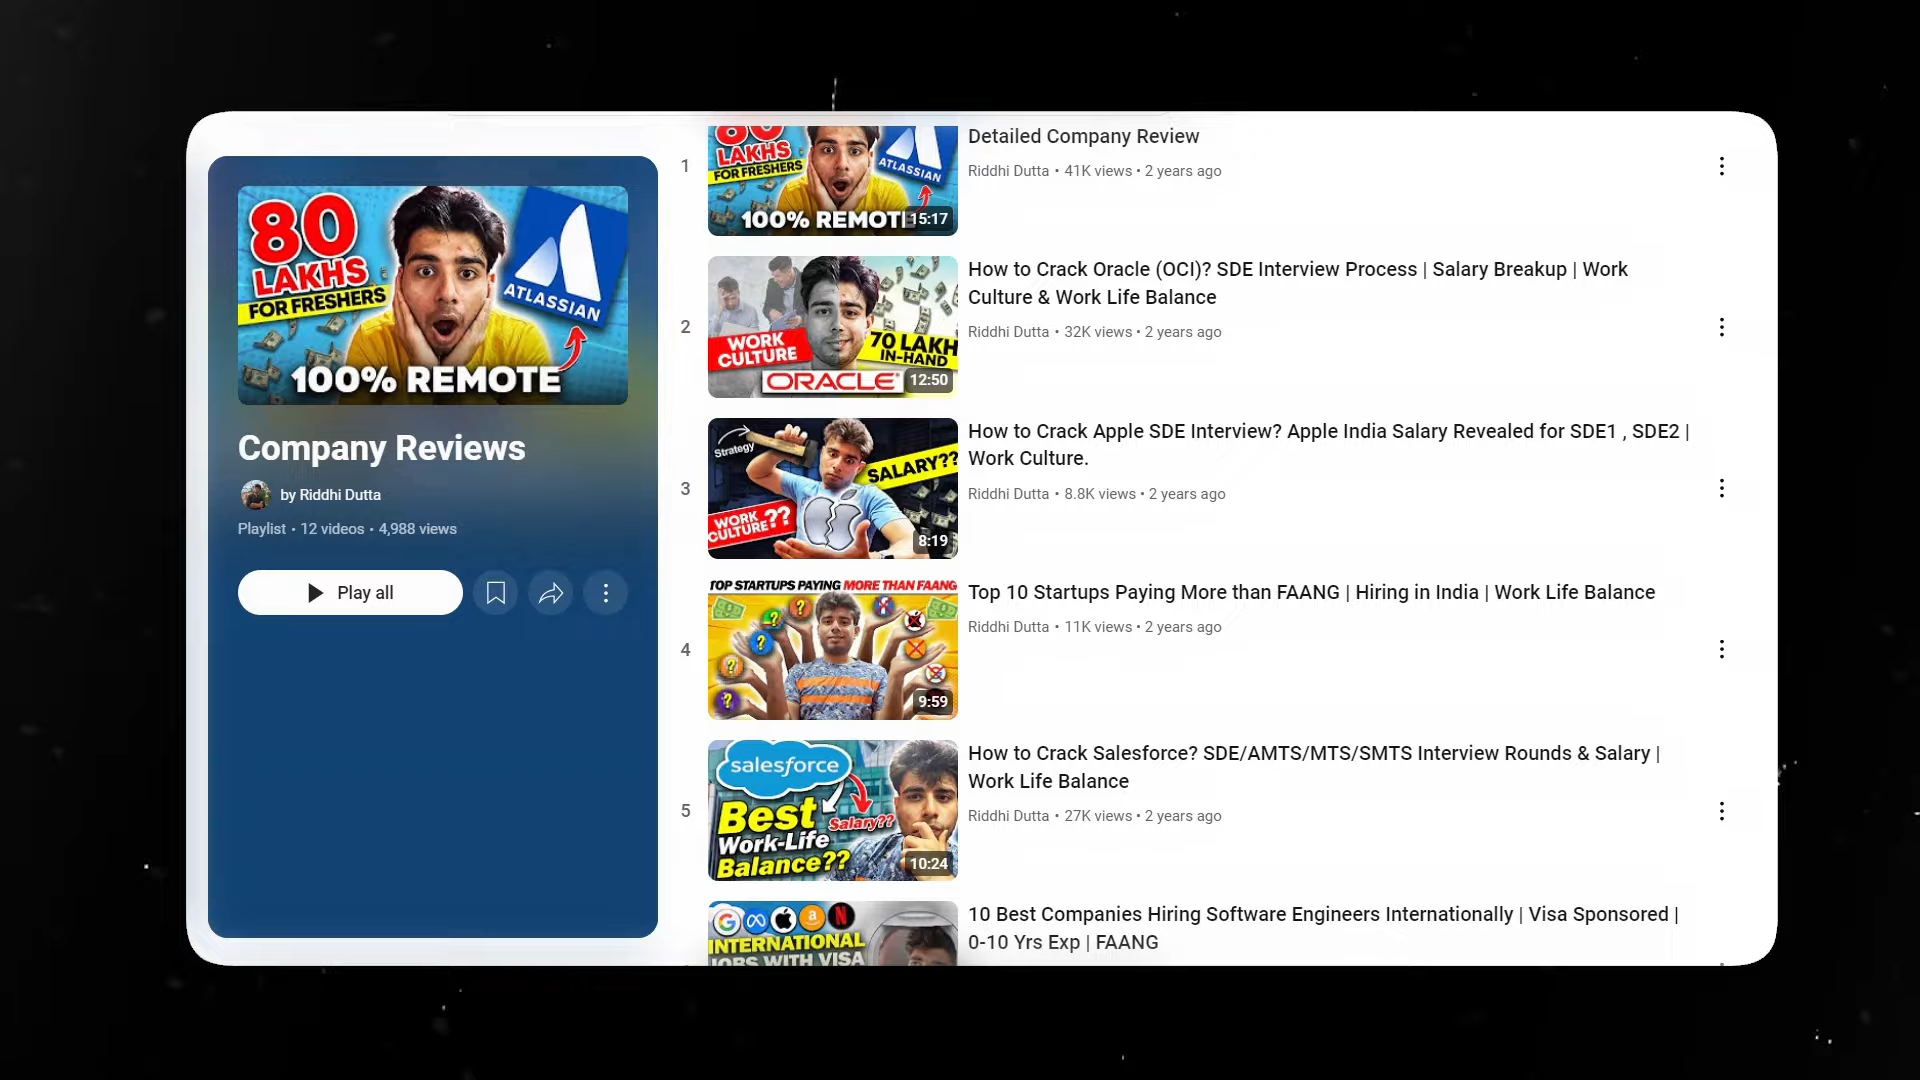 80
LAKHS
FOR FRESHERS
ATLASSIAN
100% REMOTE
Company Reviews
by Riddhi Dutta
Playlist • 12 videos • 4,988 views
Play all
1
80
LAKHS
FOR FRESHERS
ATLASSIAN
100% REMOT
15:17
Detailed Company Review
Riddhi Dutta • 41K views • 2 years ago
2
WORK
CULTURE
70 LAKH
IN-HAND
ORACLE
12:50
How to Crack Oracle (OCI)? SDE Interview Process | Salary Breakup | Work
Culture & Work Life Balance
Riddhi Dutta • 32K views • 2 years ago
3
Strategy
SALARY??
WORK
CULTURE??
8:19
How to Crack Apple SDE Interview? Apple India Salary Revealed for SDE1 , SDE2 |
Work Culture.
Riddhi Dutta • 8.8K views • 2 years ago
4
TOP STARTUPS PAYING MORE THAN FAANG
9:59
Top 10 Startups Paying More than FAANG | Hiring in India | Work Life Balance
Riddhi Dutta • 11K views • 2 years ago
5
salesforce
Best
Salary??
Work-Life
Balance??
10:24
How to Crack Salesforce? SDE/AMTS/MTS/SMTS Interview Rounds & Salary |
Work Life Balance
Riddhi Dutta • 27K views • 2 years ago
INTERNATIONAL
JOBS WITH VISA
10 Best Companies Hiring Software Engineers Internationally | Visa Sponsored |
0-10 Yrs Exp | FAANG